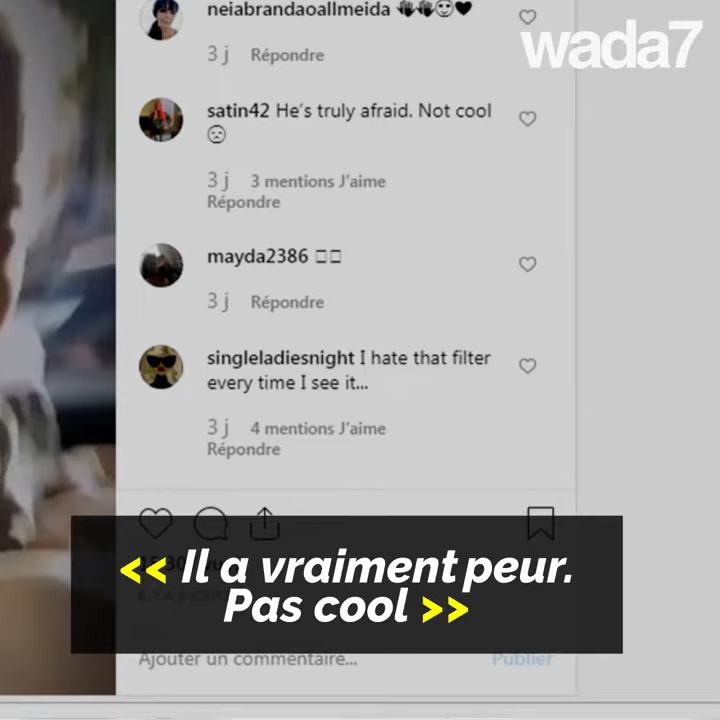 wada7
neiabrandaoallmeida 👋👋😍🖤
3 j Répondre
satin42 He's truly afraid. Not cool
☹
3 j 3 mentions J'aime
Répondre
mayda2386 □□
3 j Répondre
singleladiesnight I hate that filter
every time I see it...
3 j 4 mentions J'aime
Répondre
<< Il a vraiment peur.
Pas cool >>
Ajouter un commentaire... Publier